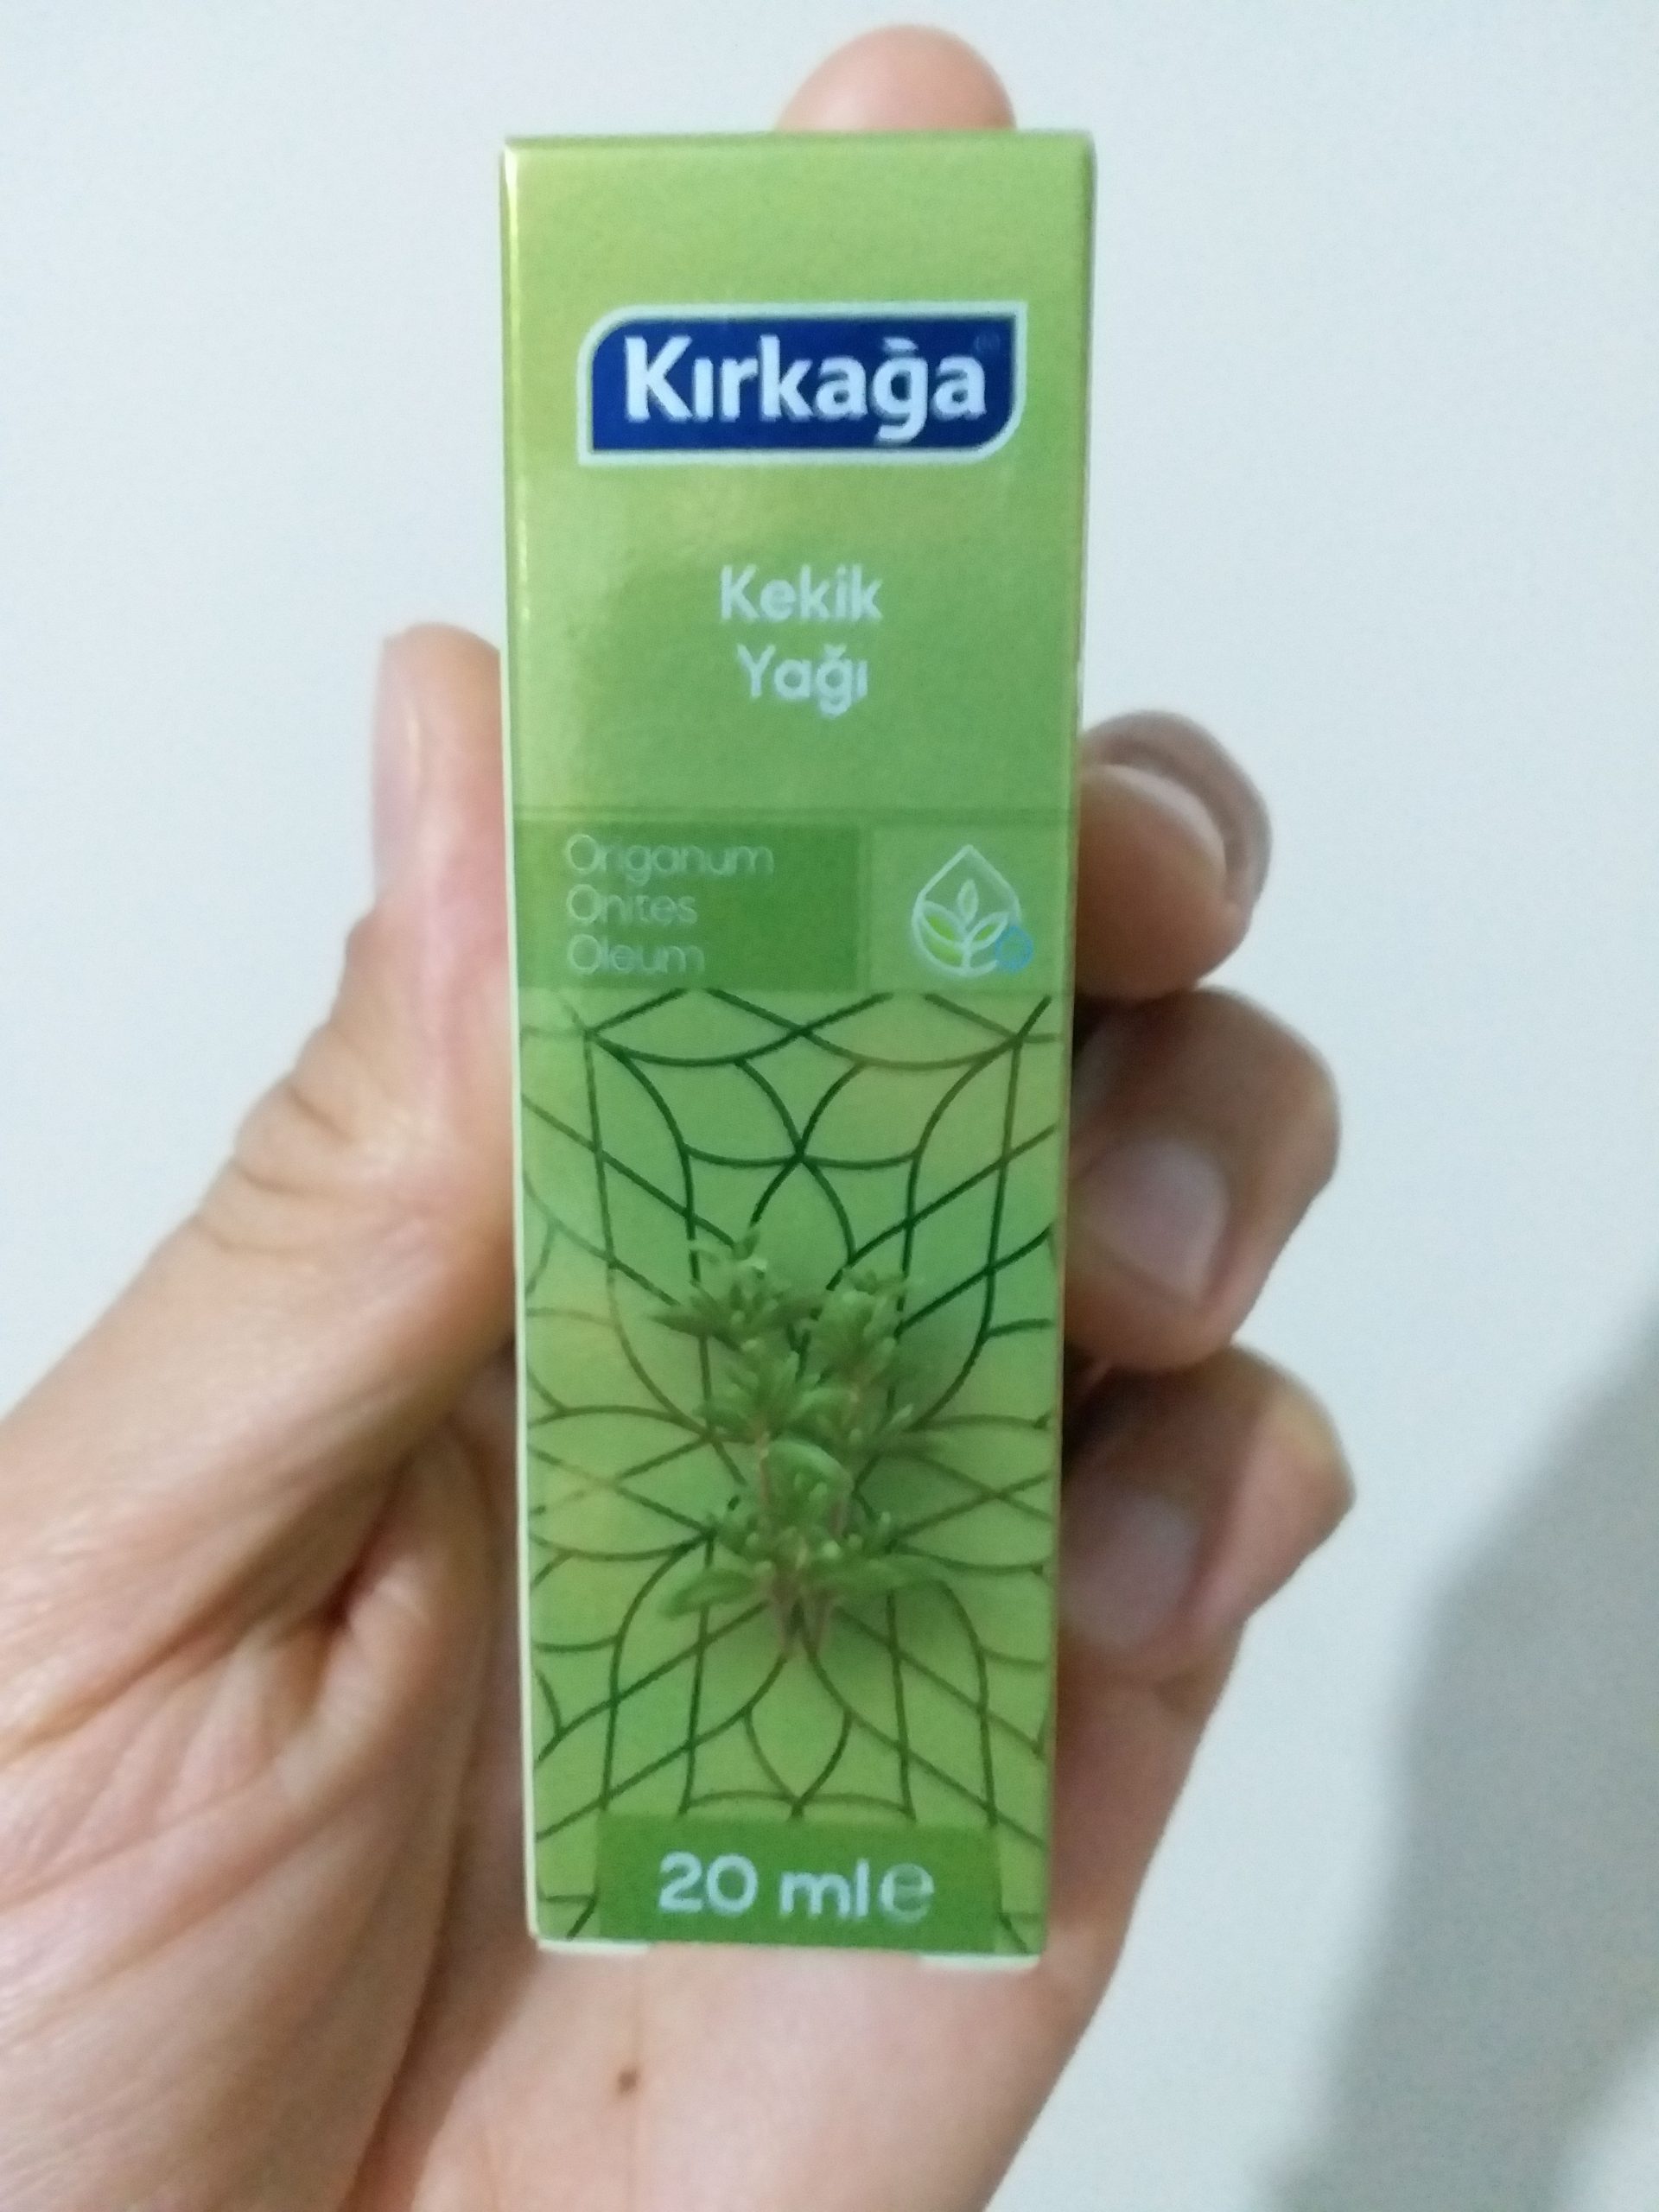 Kırkağa
Kekik
Yağı
Origanum
Onites
Oleum
20 ml e